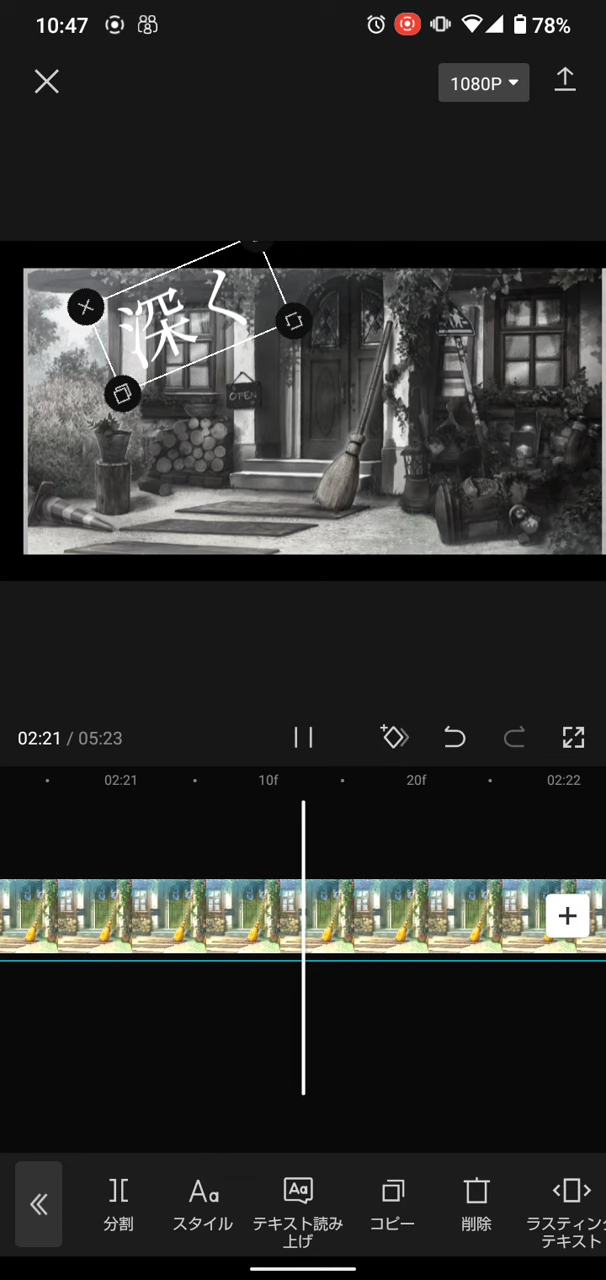 10:47 78%
1080P
深く
OPEN
02:21 / 05:23
02:21 10f 20f 02:22
分割
スタイル
Aa
テキスト読み
上げ
コピー
削除
ラスティン
テキスト